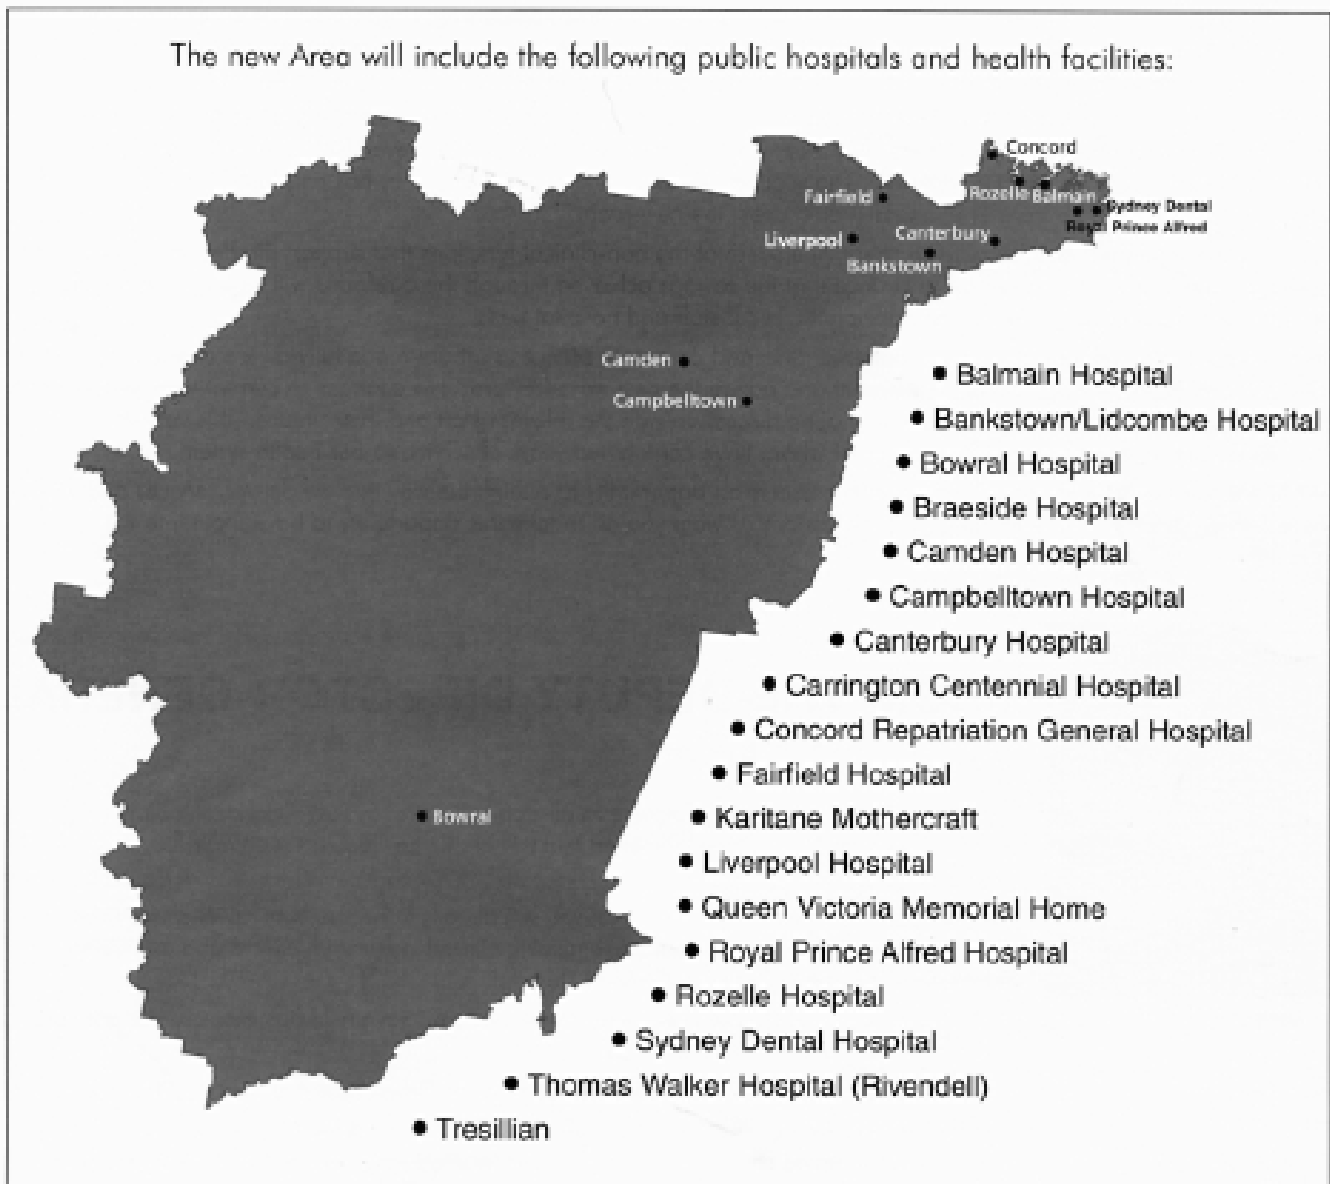 The new Area will include the following public hospitals and health facilities:
Concord
Fairfield
Rozelle Balmain
Sydney Dental
Royal Prince Alfred
Liverpool
Canterbury
Bankstown
Camden
Campbelltown
Bowral
• Balmain Hospital
• Bankstown/Lidcombe Hospital
• Bowral Hospital
• Braeside Hospital
• Camden Hospital
• Campbelltown Hospital
• Canterbury Hospital
• Carrington Centennial Hospital
• Concord Repatriation General Hospital
• Fairfield Hospital
• Karitane Mothercraft
• Liverpool Hospital
• Queen Victoria Memorial Home
• Royal Prince Alfred Hospital
• Rozelle Hospital
• Sydney Dental Hospital
• Thomas Walker Hospital (Rivendell)
• Tresillian